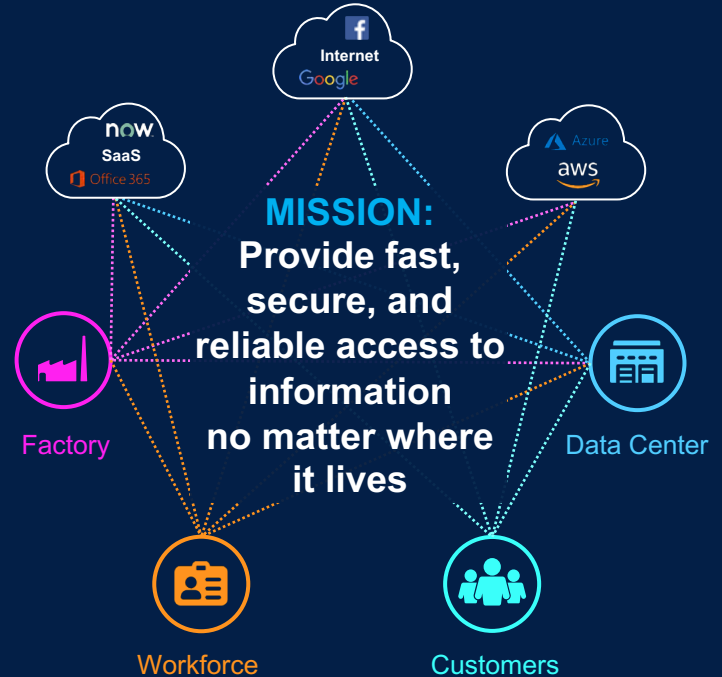 f
Internet
Google
now
SaaS
Office 365
Azure
aws
MISSION:
Provide fast,
secure, and
reliable access to
information
no matter where
it lives
Factory
Data Center
Workforce
Customers